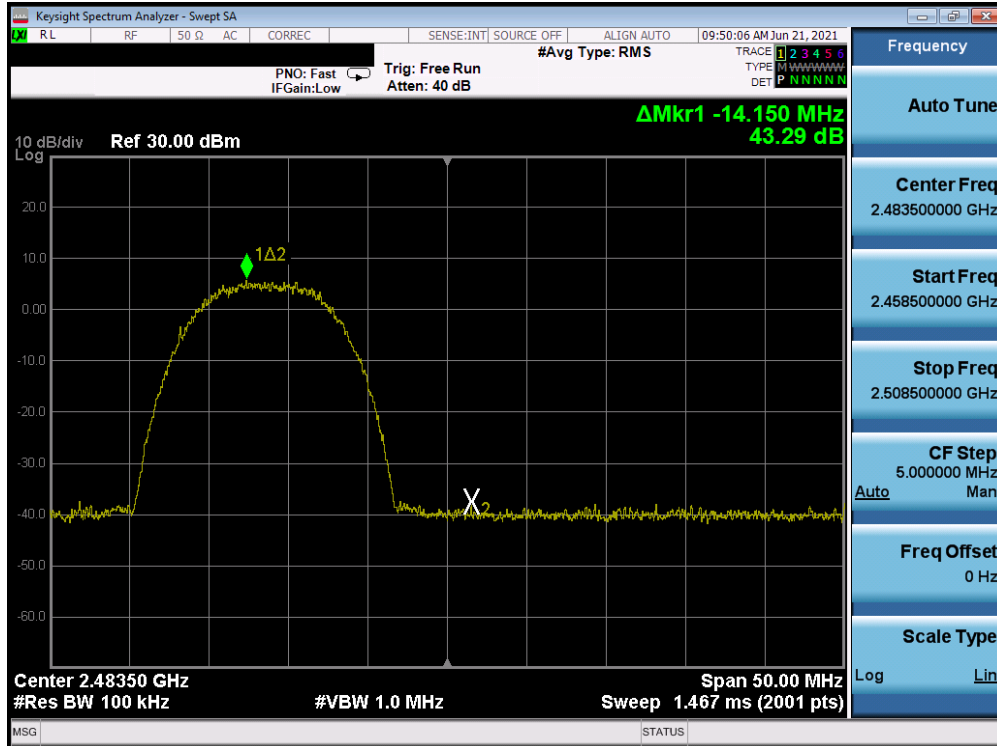 Keysight Spectrum Analyzer - Swept SA
LXI RL RF 50 Ω AC CORREC SENSE:INT SOURCE OFF ALIGN AUTO 09:50:06 AM Jun 21, 2021
#Avg Type: RMS
TRACE 1 2 3 4 5 6
TYPE M WWWWW
DET P N N N N N
PNO: Fast
IFGain:Low
Trig: Free Run
Atten: 40 dB
ΔMkr1 -14.150 MHz
43.29 dB
10 dB/div
Log
Ref 30.00 dBm
20.0
10.0
0.00
-10.0
-20.0
-30.0
-40.0
-50.0
-60.0
1Δ2
X2
Center 2.48350 GHz
Span 50.00 MHz
#Res BW 100 kHz
#VBW 1.0 MHz
Sweep 1.467 ms (2001 pts)
MSG
STATUS
Frequency
Auto Tune
Center Freq
2.483500000 GHz
Start Freq
2.458500000 GHz
Stop Freq
2.508500000 GHz
CF Step
5.000000 MHz
Auto Man
Freq Offset
0 Hz
Scale Type
Log Lin